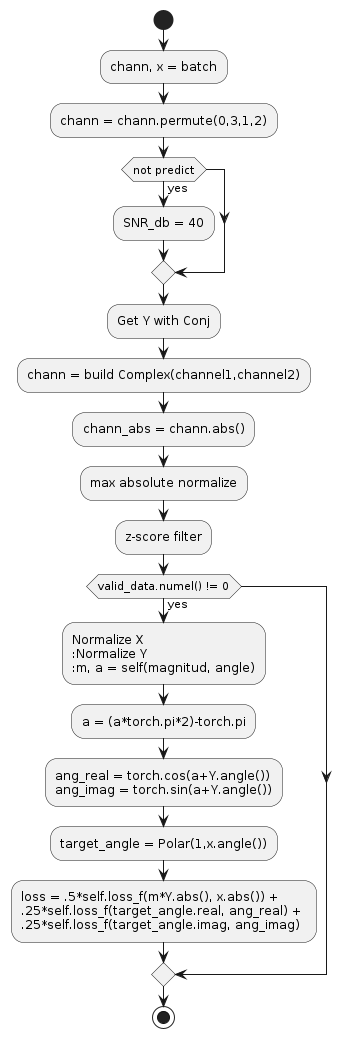 chann, x = batch
chann = chann.permute(0,3,1,2)
not predict
yes
SNR_db = 40
Get Y with Conj
chann = build Complex(channel1,channel2)
chann_abs = chann.abs()
max absolute normalize
z-score filter
valid_data.numel() != 0
yes
Normalize X
:Normalize Y
:m, a = self(magnitud, angle)
a = (a*torch.pi*2)-torch.pi
ang_real = torch.cos(a+Y.angle())
ang_imag = torch.sin(a+Y.angle())
target_angle = Polar(1,x.angle())
loss = .5*self.loss_f(m*Y.abs(), x.abs()) +
.25*self.loss_f(target_angle.real, ang_real) +
.25*self.loss_f(target_angle.imag, ang_imag)